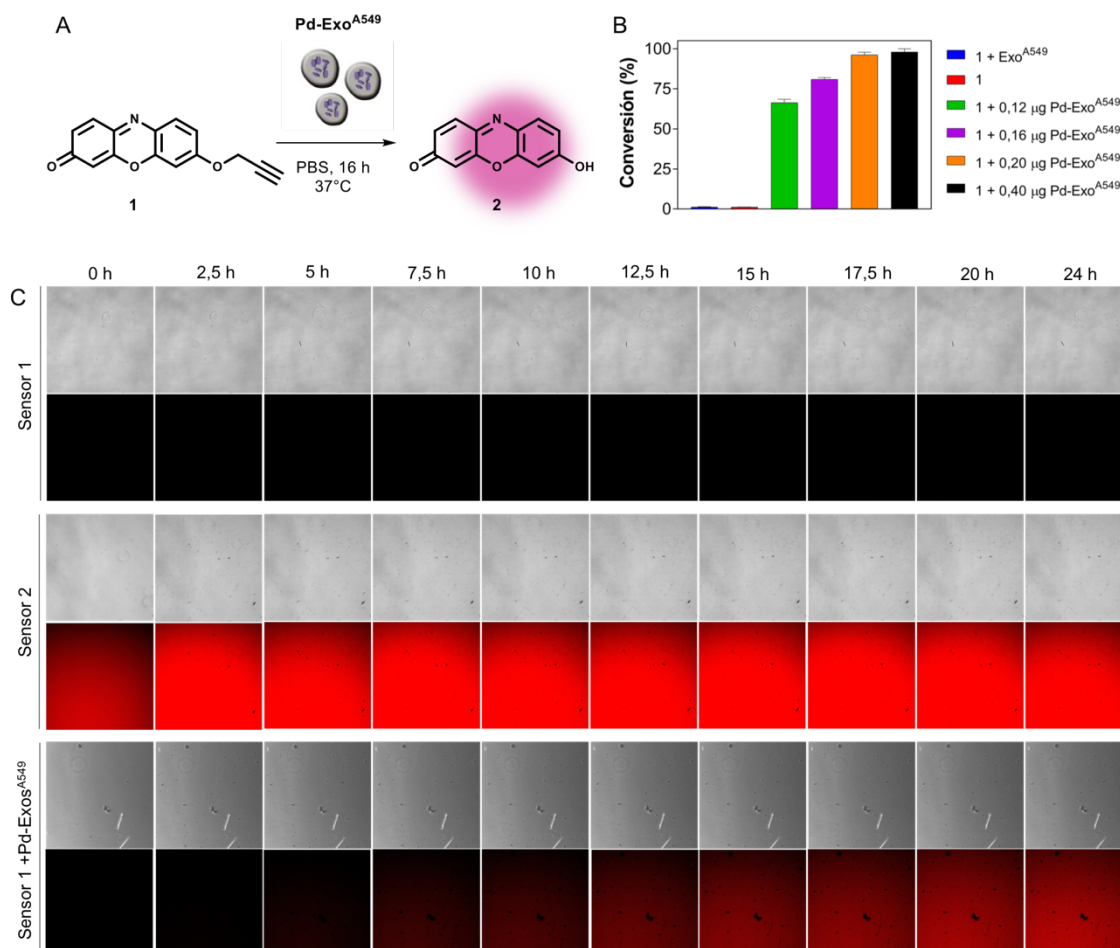 A
Pd-Exo^A549
N
O
O
O
1
PBS, 16 h
37°C
N
O
O
OH
2
B
Conversión (%)
100
75
50
25
0
1 + Exo^A549
1
1 + 0,12 µg Pd-Exo^A549
1 + 0,16 µg Pd-Exo^A549
1 + 0,20 µg Pd-Exo^A549
1 + 0,40 µg Pd-Exo^A549
C
0 h 2,5 h 5 h 7,5 h 10 h 12,5 h 15 h 17,5 h 20 h 24 h
Sensor 1
Sensor 2
Sensor 1 +Pd-Exos^A549